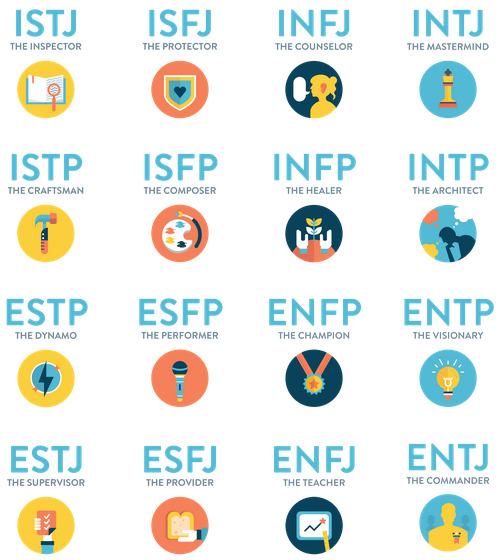 ISTJ ISFJ INFJ INTJ
THE INSPECTOR THE PROTECTOR THE COUNSELOR THE MASTERMIND
ISTP ISFP INFP INTP
THE CRAFTSMAN THE COMPOSER THE HEALER THE ARCHITECT
ESTP ESFP ENFP ENTP
THE DYNAMO THE PERFORMER THE CHAMPION THE VISIONARY
ESTJ ESFJ ENFJ ENTJ
THE SUPERVISOR THE PROVIDER THE TEACHER THE COMMANDER